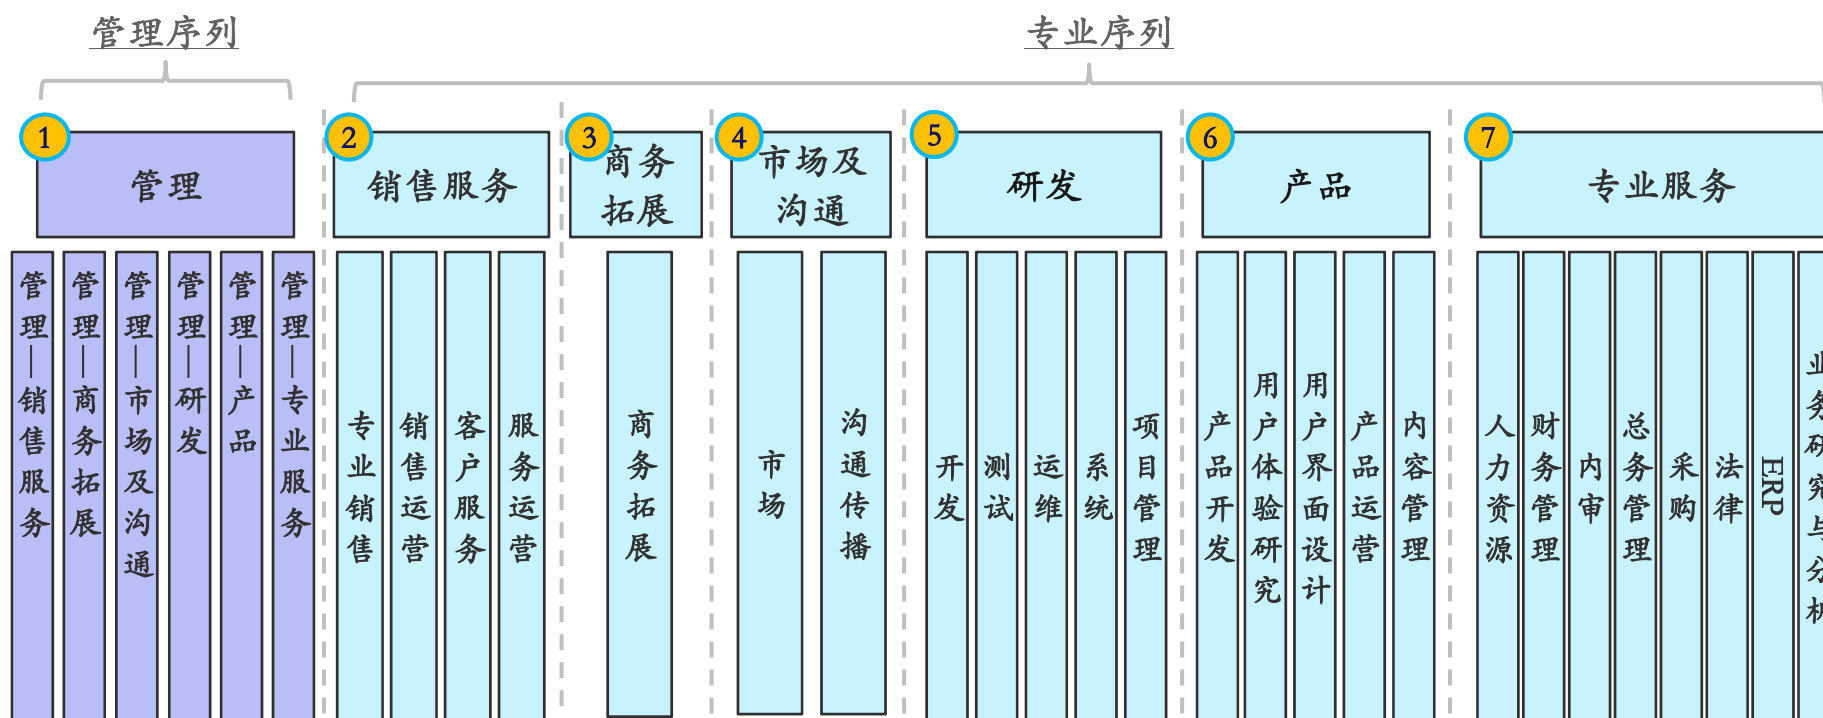 管理序列
专业序列
1
管理
2
销售服务
3
商务
拓展
4
市场及
沟通
5
研发
6
产品
7
专业服务
管理—销售服务
管理—商务拓展
管理—市场及沟通
管理—研发
管理—产品
管理—专业服务
专业销售
销售运营
客户服务
服务运营
商务拓展
市场
沟通传播
开发
测试
运维
系统
项目管理
产品开发
用户体验研究
用户界面设计
产品运营
内容管理
人力资源
财务管理
内审
总务管理
采购
法律
ERP
业务研究与分析